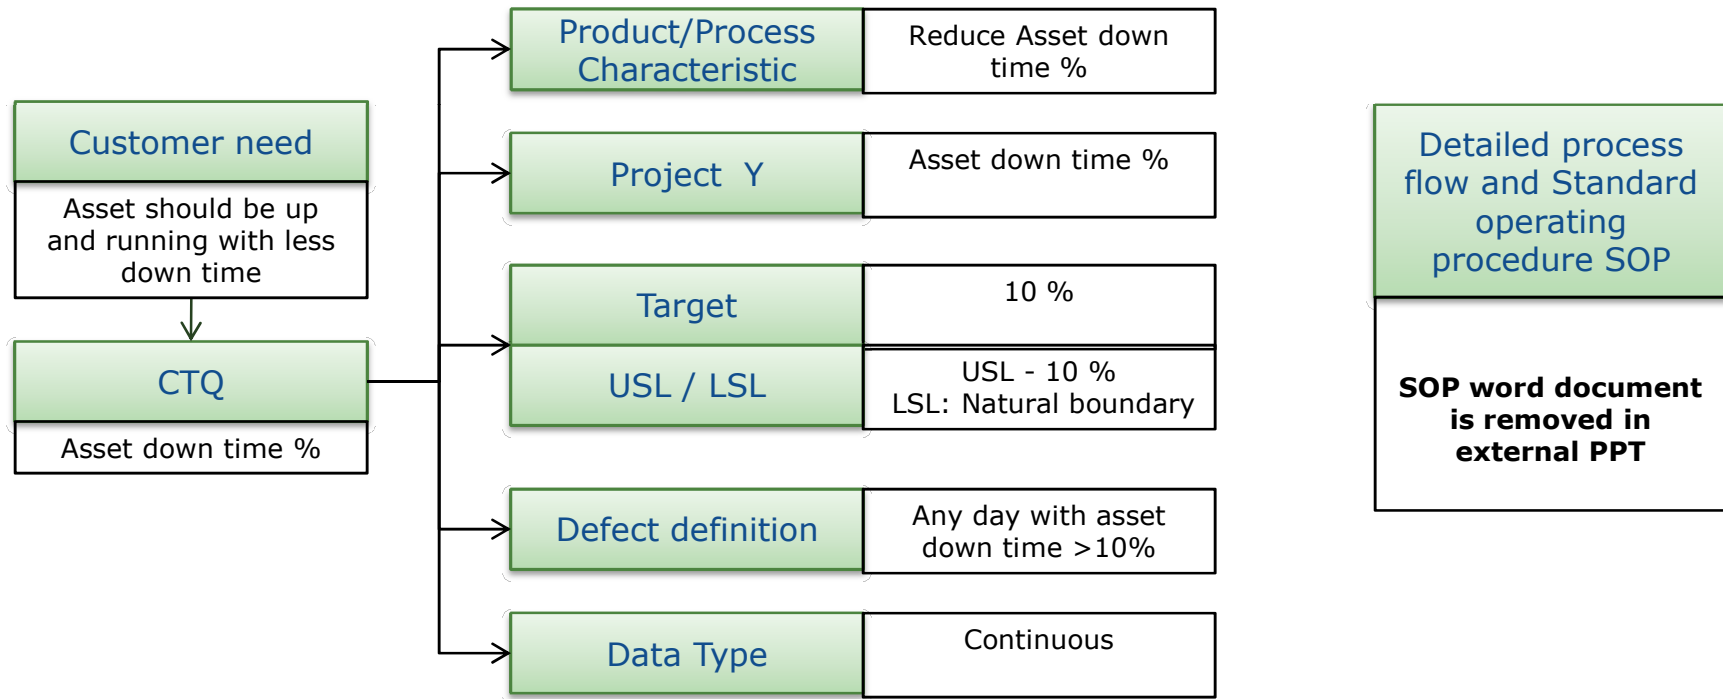 Customer need
Asset should be up
and running with less
down time
CTQ
Asset down time %
Product/Process
Characteristic
Reduce Asset down
time %
Project Y
Asset down time %
Target
10 %
USL / LSL
USL - 10 %
LSL: Natural boundary
Defect definition
Any day with asset
down time >10%
Data Type
Continuous
Detailed process
flow and Standard
operating
procedure SOP
SOP word document
is removed in
external PPT